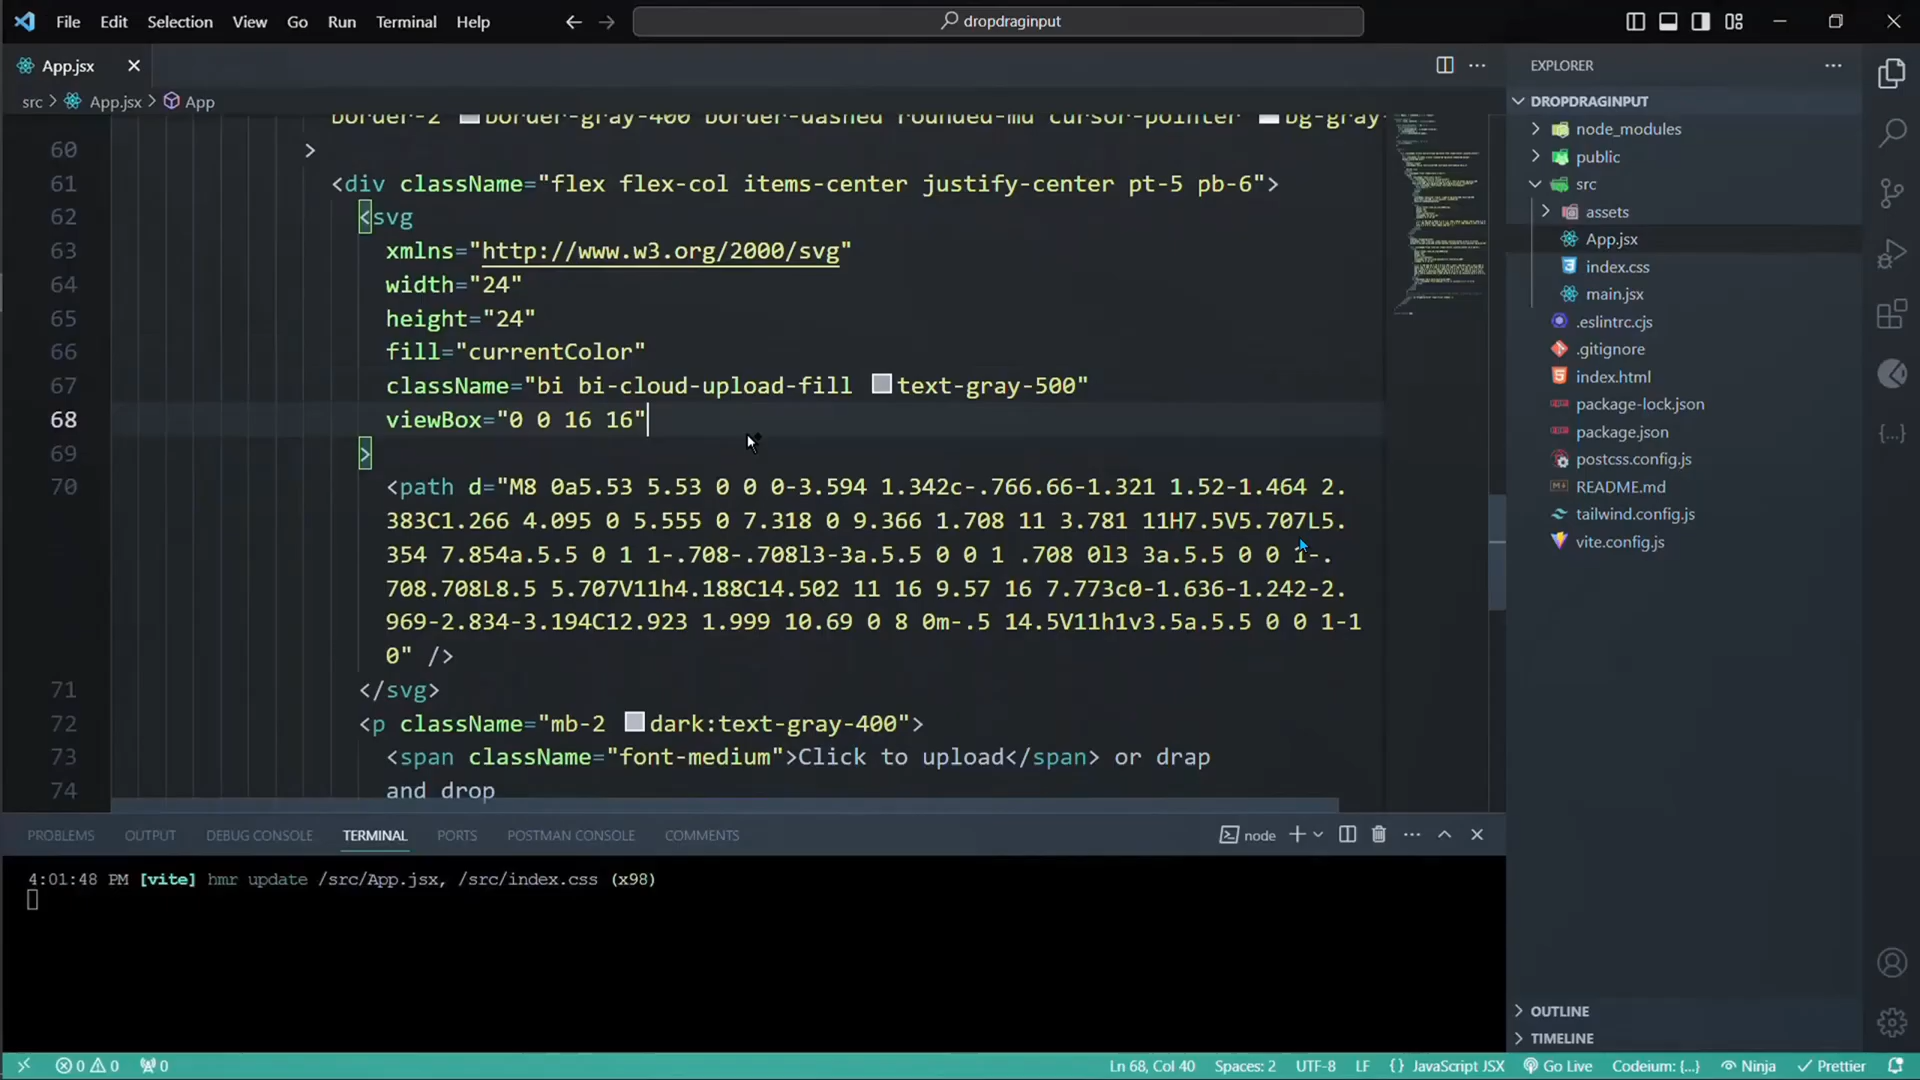 File Edit Selection View Go Run Terminal Help
dropdraginput
App.jsx
EXPLORER
src > App.jsx > App
DROPDRAGINPUT
border-2 border-gray-400 border-dashed rounded-md cursor-pointer bg-gray-
60 >
61 <div className="flex flex-col items-center justify-center pt-5 pb-6">
62 <svg
63 xmlns="http://www.w3.org/2000/svg"
64 width="24"
65 height="24"
66 fill="currentColor"
67 className="bi bi-cloud-upload-fill text-gray-500"
68 viewBox="0 0 16 16"
69 >
70 <path d="M8 0a5.53 5.53 0 0 0-3.594 1.342c-.766.66-1.321 1.52-1.464 2.
383C1.266 4.095 0 5.555 0 7.318 0 9.366 1.708 11 3.781 11H7.5V5.707L5.
354 7.854a.5.5 0 1 1-.708-.708l3-3a.5.5 0 0 1 .708 0l3 3a.5.5 0 0 1-.
708.708L8.5 5.707V11h4.188C14.502 11 16 9.57 16 7.773c0-1.636-1.242-2.
969-2.834-3.194C12.923 1.999 10.69 0 8 0m-.5 14.5V11h1v3.5a.5.5 0 0 1-1
0" />
71 </svg>
72 <p className="mb-2 dark:text-gray-400">
73 <span className="font-medium">Click to upload</span> or drap
74 and drop
node_modules
public
src
assets
App.jsx
index.css
main.jsx
.eslintrc.cjs
.gitignore
index.html
package-lock.json
package.json
postcss.config.js
README.md
tailwind.config.js
vite.config.js
PROBLEMS OUTPUT DEBUG CONSOLE TERMINAL PORTS POSTMAN CONSOLE COMMENTS
node
4:01:48 PM [vite] hmr update /src/App.jsx, /src/index.css (x98)
OUTLINE
TIMELINE
0 0 0 Ln 68, Col 40 Spaces: 2 UTF-8 LF {} JavaScript JSX Go Live Codeium: {...} Ninja Prettier